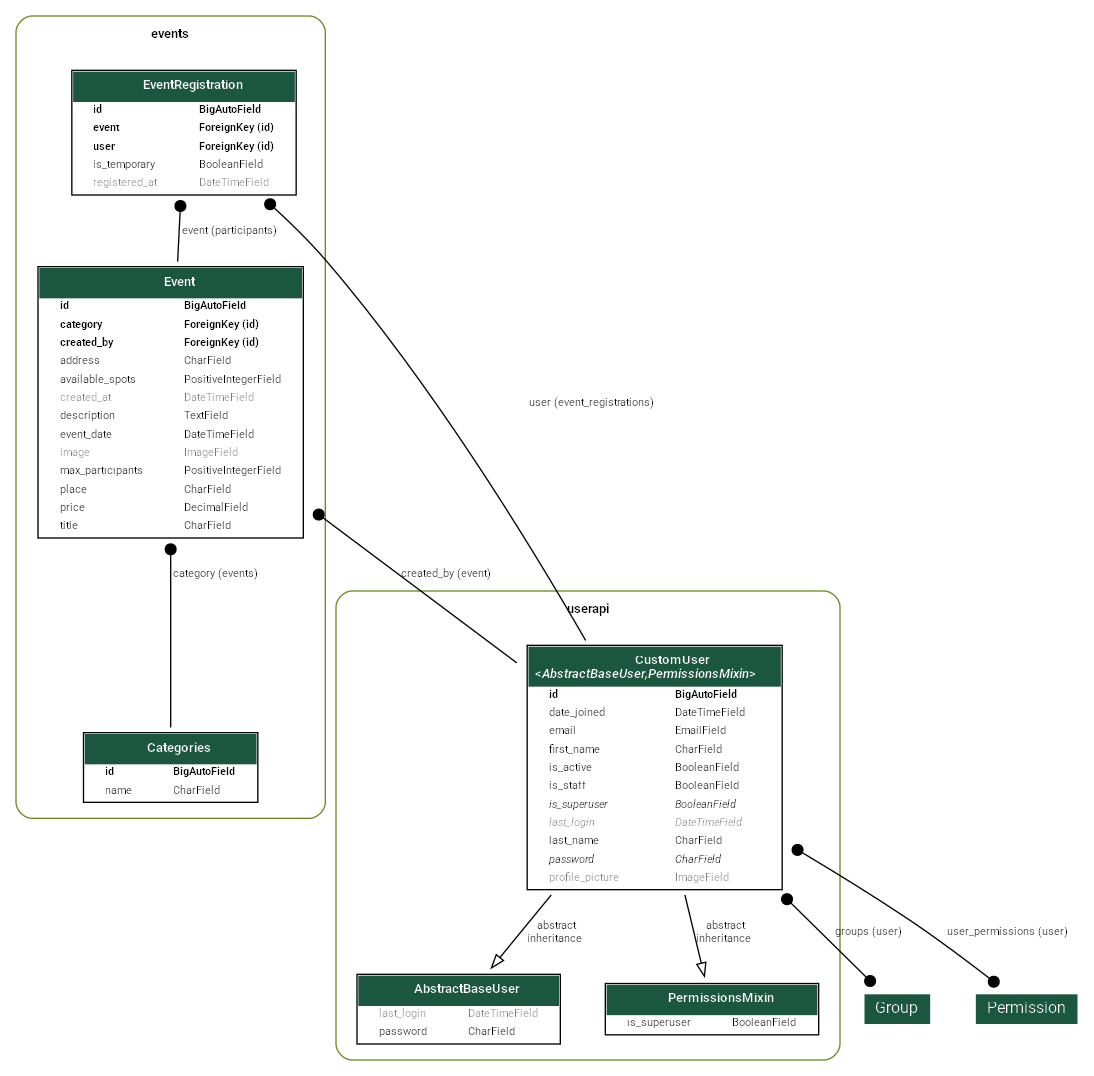 events
EventRegistration
id BigAutoField
event ForeignKey (id)
user ForeignKey (id)
is_temporary BooleanField
registered_at DateTimeField
event (participants)
Event
id BigAutoField
category ForeignKey (id)
created_by ForeignKey (id)
address CharField
available_spots PositiveIntegerField
created_at DateTimeField
description TextField
event_date DateTimeField
image ImageField
max_participants PositiveIntegerField
place CharField
price DecimalField
title CharField
user (event_registrations)
category (events)
created_by (event)
Categories
id BigAutoField
name CharField
userapi
CustomUser
<AbstractBaseUser,PermissionsMixin>
id BigAutoField
date_joined DateTimeField
email EmailField
first_name CharField
is_active BooleanField
is_staff BooleanField
is_superuser BooleanField
last_login DateTimeField
last_name CharField
password CharField
profile_picture ImageField
abstract
inheritance
abstract
inheritance
groups (user)
user_permissions (user)
AbstractBaseUser
last_login DateTimeField
password CharField
PermissionsMixin
is_superuser BooleanField
Group
Permission